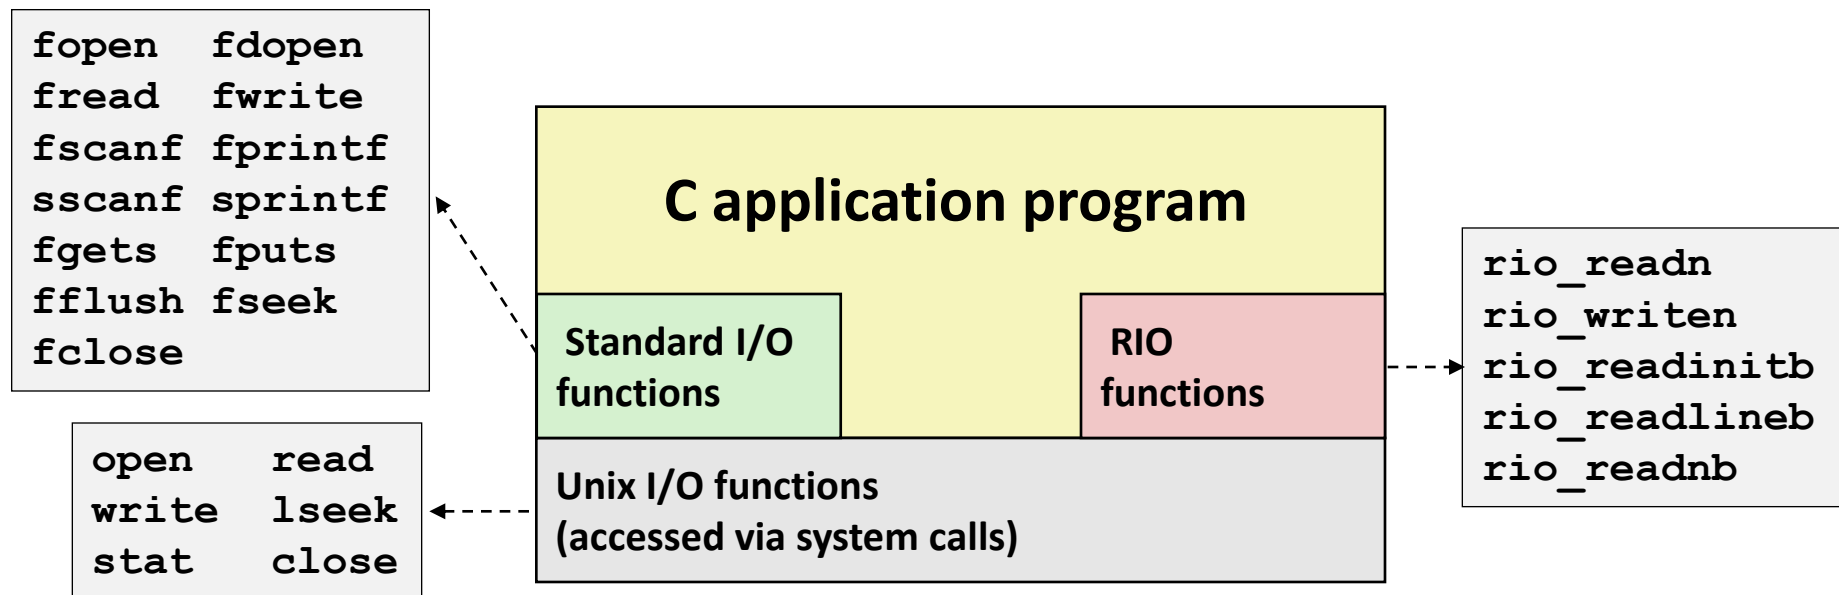 fopen fdopen
fread fwrite
fscanf fprintf
sscanf sprintf
fgets fputs
fflush fseek
fclose
C application program
Standard I/O
functions
RIO
functions
rio_readn
rio_writen
rio_readinitb
rio_readlineb
rio_readnb
open read
write lseek
stat close
Unix I/O functions
(accessed via system calls)